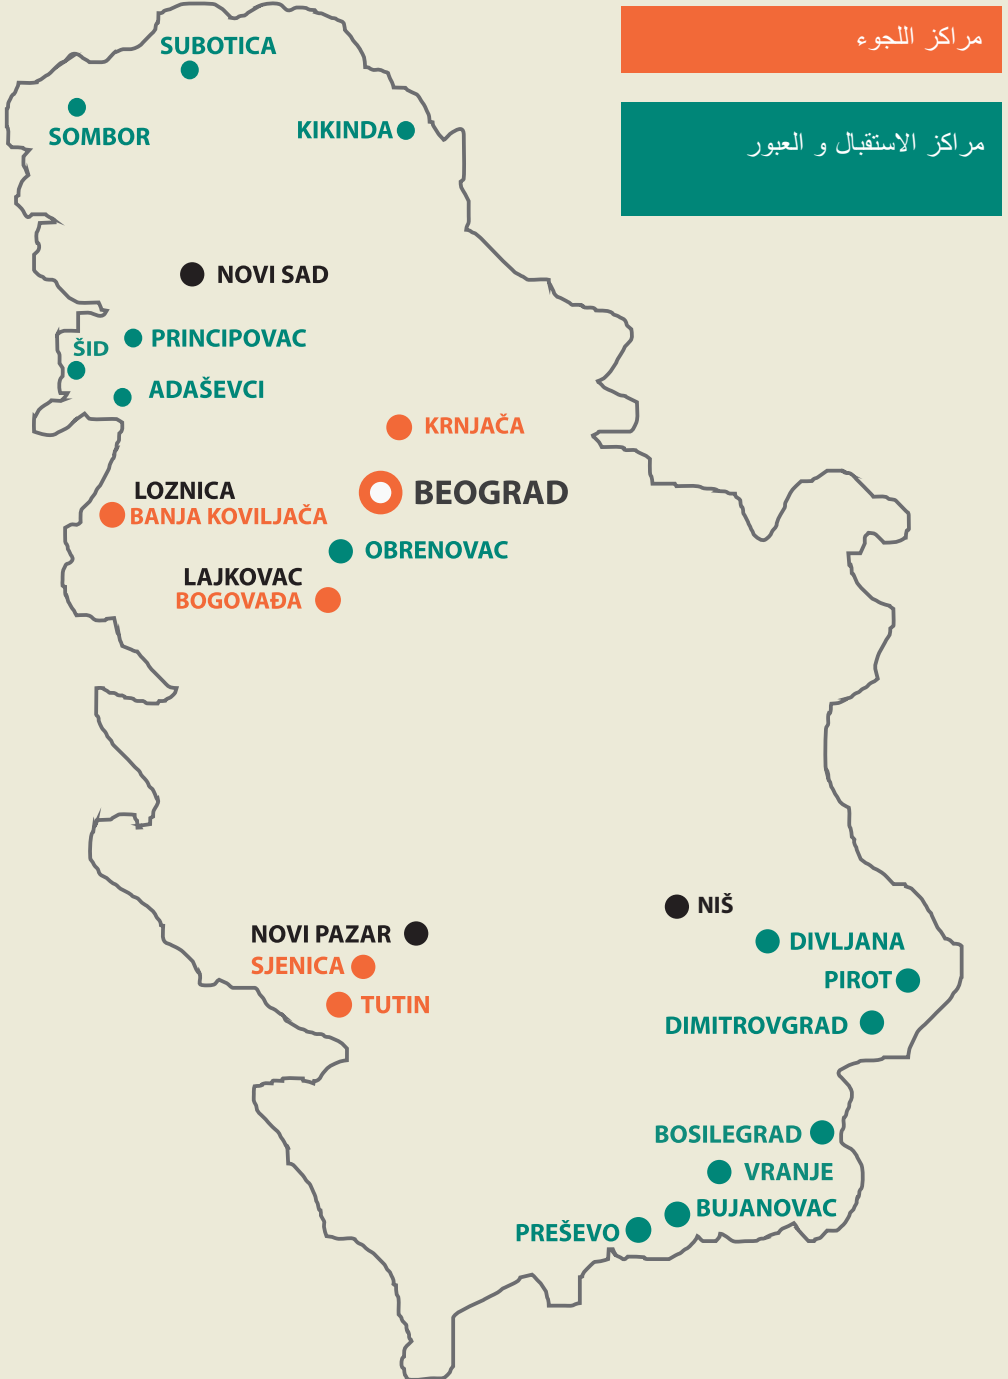 مراكز اللجوء
مراكز الاستقبال و العبور
SUBOTICA
SOMBOR
KIKINDA
NOVI SAD
PRINCIPOVAC
ŠID
ADAŠEVCI
KRNJAČA
BEOGRAD
LOZNICA
BANJA KOVILJAČA
OBRENOVAC
LAJKOVAC
BOGOVAĐA
NIŠ
NOVI PAZAR
DIVLJANA
SJENICA
PIROT
TUTIN
DIMITROVGRAD
BOSILEGRAD
VRANJE
BUJANOVAC
PREŠEVO